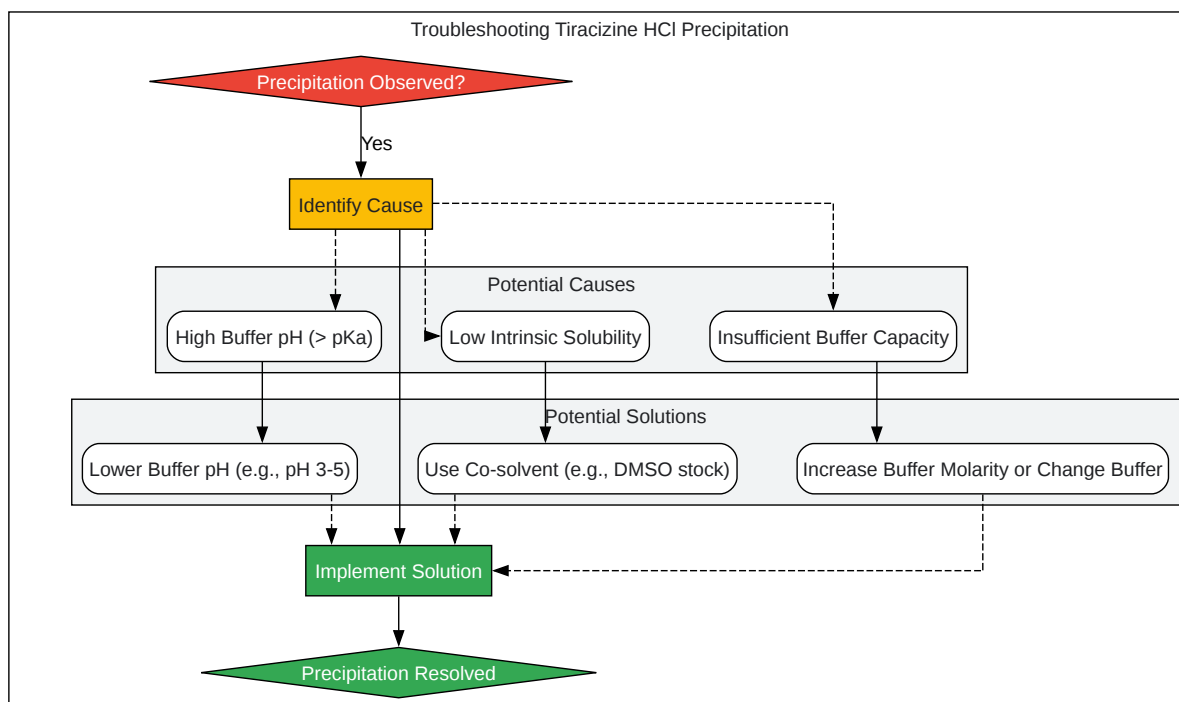 Troubleshooting Tiracizine HCl Precipitation
Precipitation Observed?
Yes
Identify Cause
Potential Causes
High Buffer pH (> pKa)
Low Intrinsic Solubility
Insufficient Buffer Capacity
Potential Solutions
Lower Buffer pH (e.g., pH 3-5)
Use Co-solvent (e.g., DMSO stock)
Increase Buffer Molarity or Change Buffer
Implement Solution
Precipitation Resolved